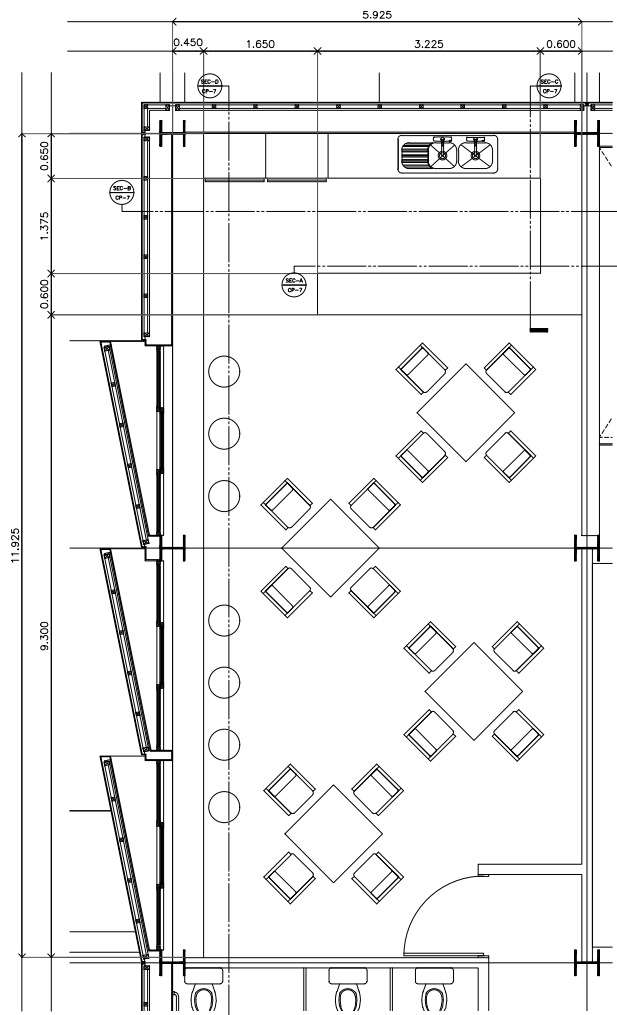 5.925
0.450
1.650
3.225
0.600
SEC-D
CP-7
SEC-C
CP-7
0.650
SEC-B
CP-7
1.375
SEC-A
CP-7
0.600
11.925
9.300